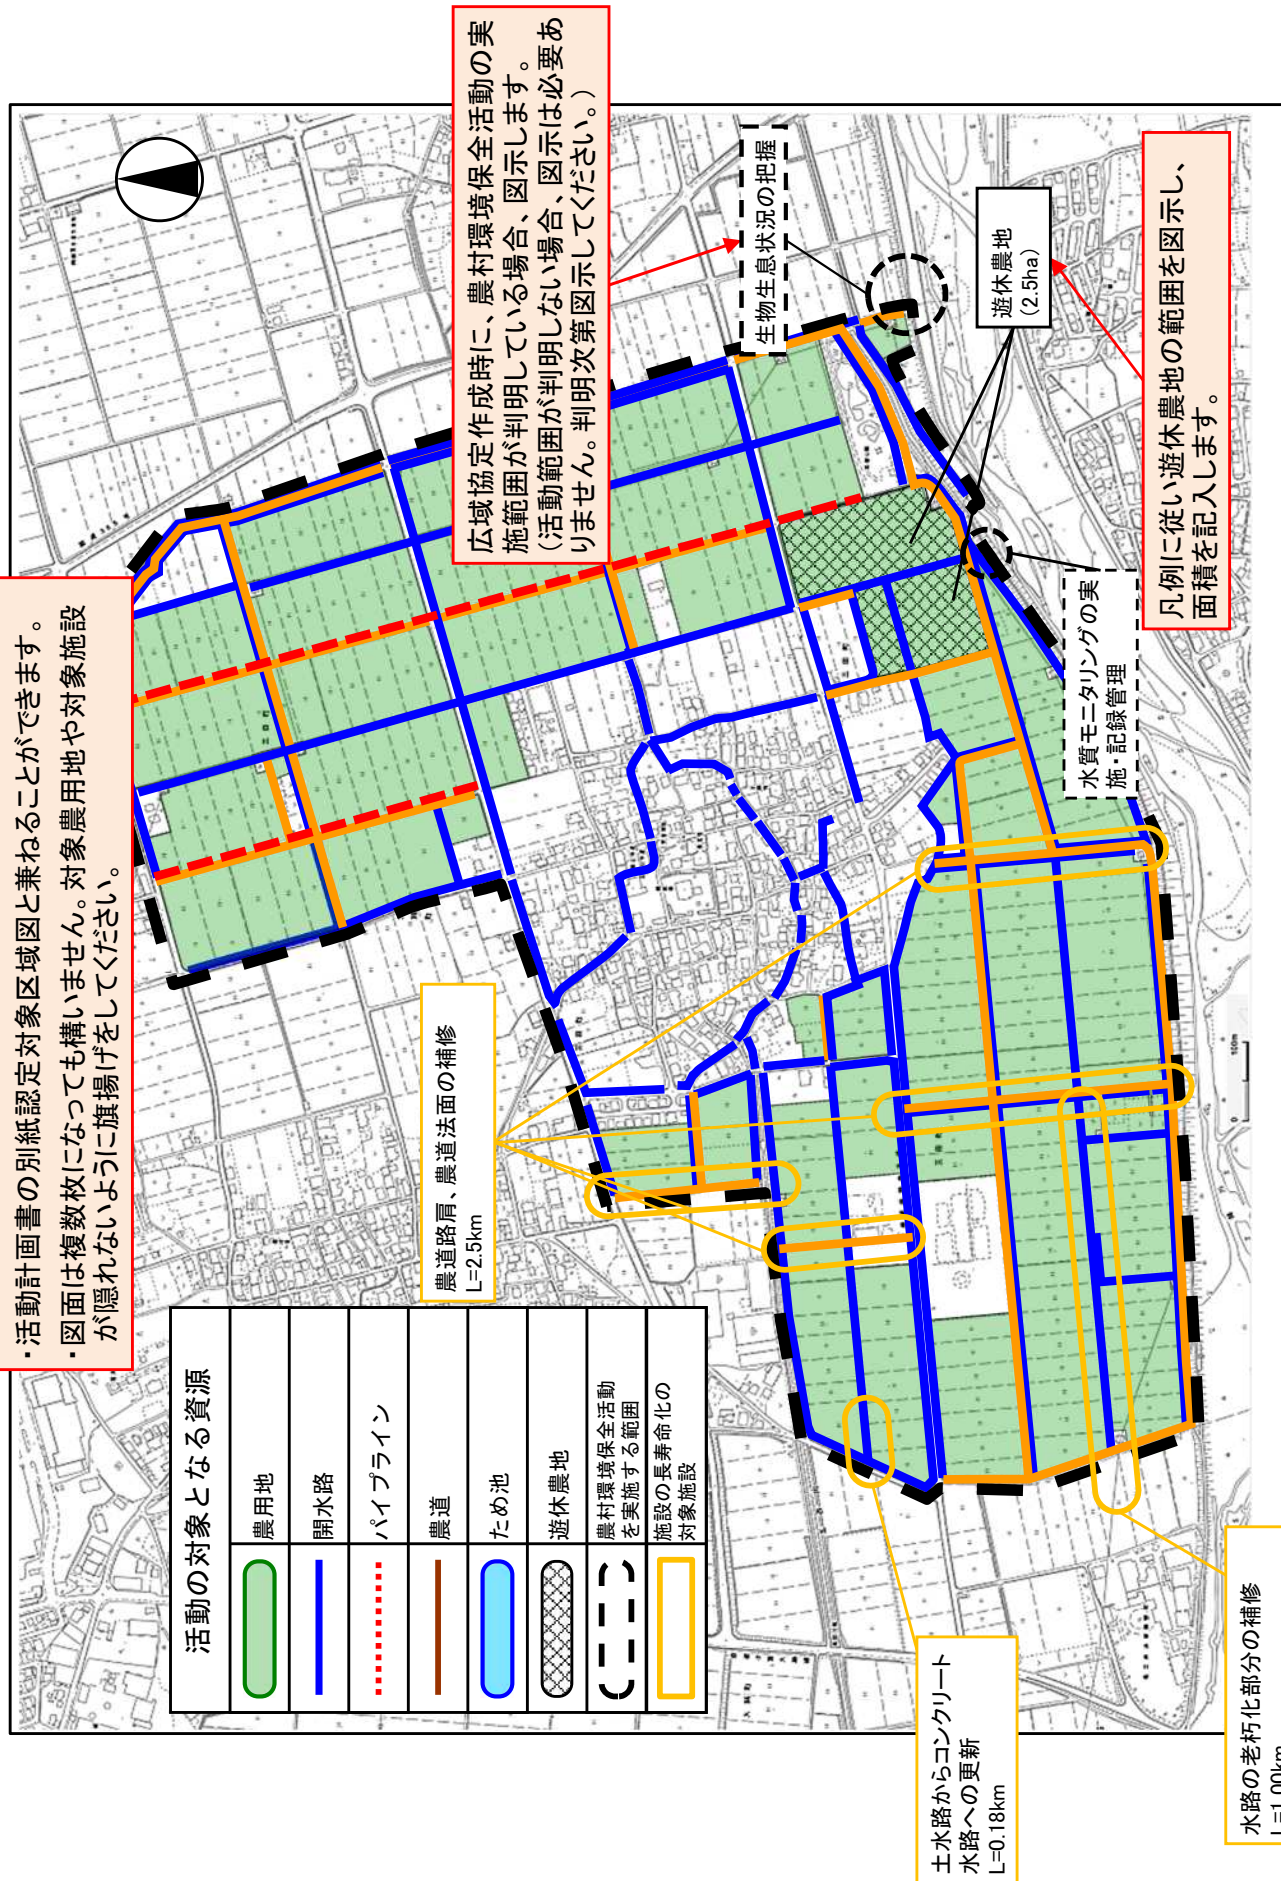 ・活動計画書の別紙認定対象区域図と兼ねることができます。
・図面は複数枚になっても構いません。対象農用地や対象施設
が隠れないように旗揚げをしてください。
広域協定作成時に、農村環境保全活動の実
施範囲が判明している場合、図示します。
（活動範囲が判明しない場合、図示は必要あ
りません。判明次第図示してください。）
生物生息状況の把握
遊休農地
（2.5ha）
凡例に従い遊休農地の範囲を図示し、
面積を記入します。
水質モニタリングの実
施・記録管理
農道路肩、農道法面の補修
L=2.5km
活動の対象となる資源
農用地
開水路
パイプライン
農道
ため池
遊休農地
農村環境保全活動
を実施する範囲
施設の長寿命化の
対象施設
土水路からコンクリート
水路への更新
L=0.18km
水路の老朽化部分の補修
L=1.00km
0 100m